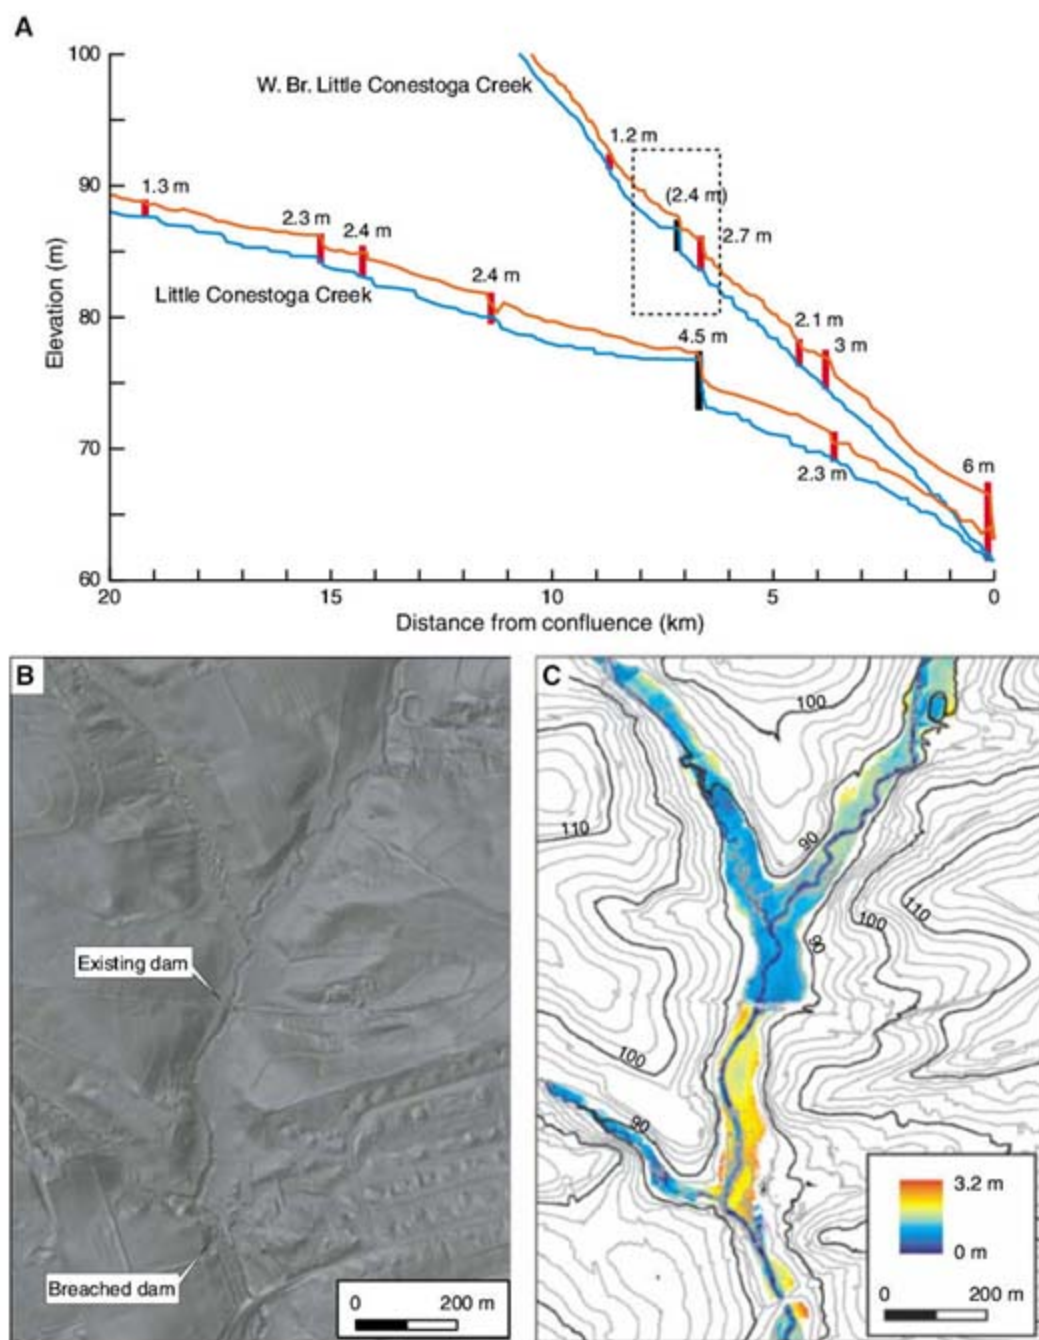 A
100
W. Br. Little Conestoga Creek
1.2 m
90
1.3 m
(2.4 m)
2.3 m
2.4 m
2.7 m
Elevation (m)
Little Conestoga Creek
2.4 m
80
2.1 m
4.5 m
3 m
70
2.3 m
6 m
60
20
15
10
5
0
Distance from confluence (km)
B
Existing dam
Breached dam
0
200 m
C
100
110
90
110
100
90
100
90
3.2 m
0 m
0
200 m